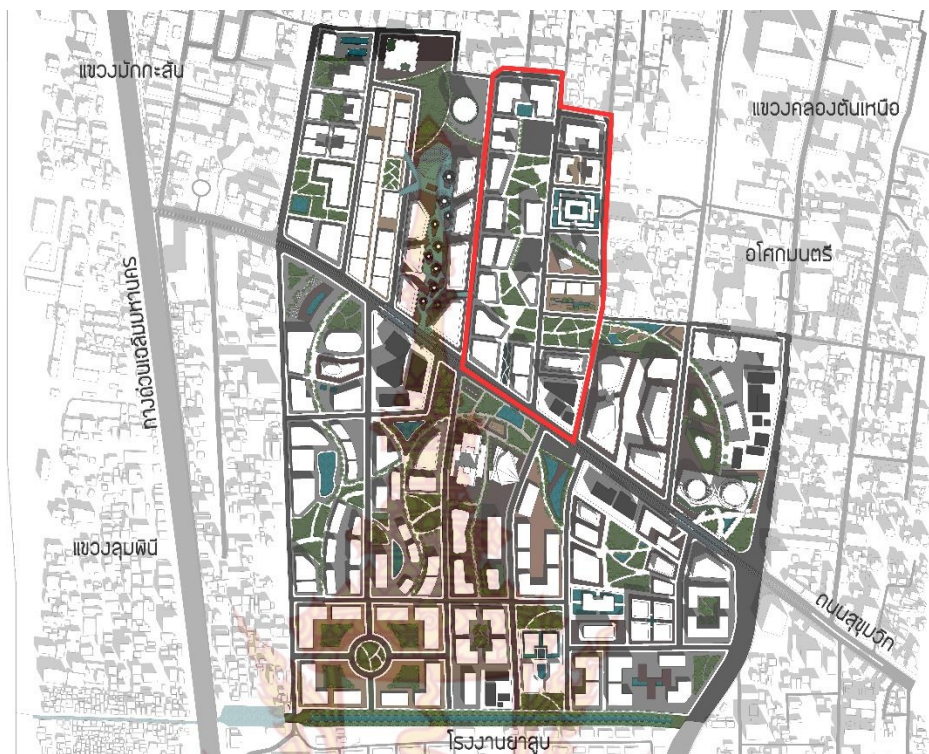 แขวงมักกะสัน
แขวงคลองตันเหนือ
อโศกมนตรี
ทางด่วนเฉลิมมหานคร
แขวงลุมพินี
ถนนสุขุมวิท
โรงงานยาสูบ